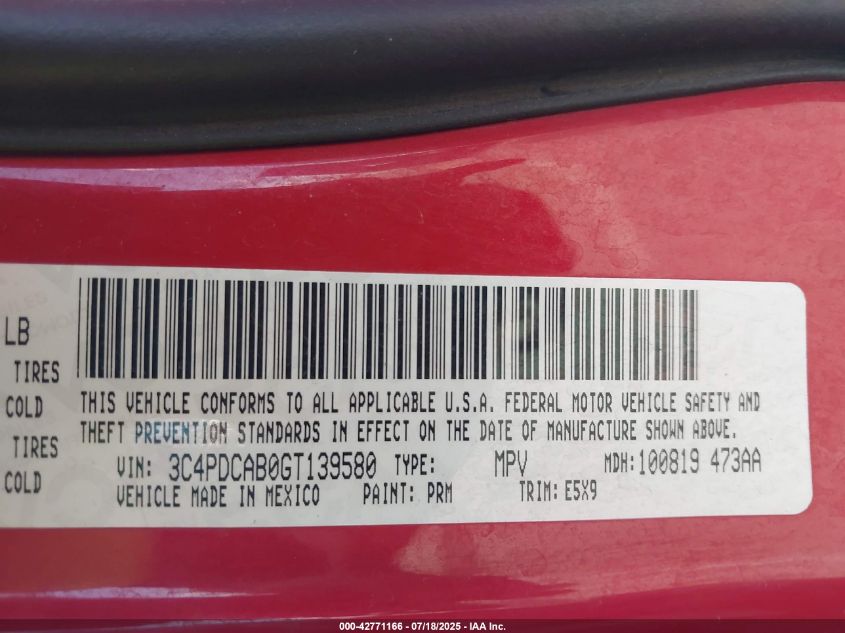 LB
TIRES
COLD
TIRES
COLD
THIS VEHICLE CONFORMS TO ALL APPLICABLE U.S.A. FEDERAL MOTOR VEHICLE SAFETY AND
THEFT PREVENTION STANDARDS IN EFFECT ON THE DATE OF MANUFACTURE SHOWN ABOVE.
VIN: 3C4PDCAB0GT139580 TYPE: MPV MDH:100819 473AA
VEHICLE MADE IN MEXICO PAINT: PRM TRIM: E5X9
000-42771166 - 07/18/2025 - IAA Inc.